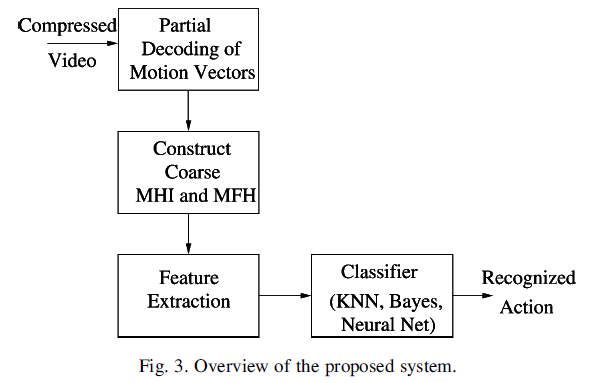 Compressed
Video
Partial
Decoding of
Motion Vectors
Construct
Coarse
MHI and MFH
Feature
Extraction
Classifier
(KNN, Bayes,
Neural Net)
Recognized
Action
Fig. 3. Overview of the proposed system.